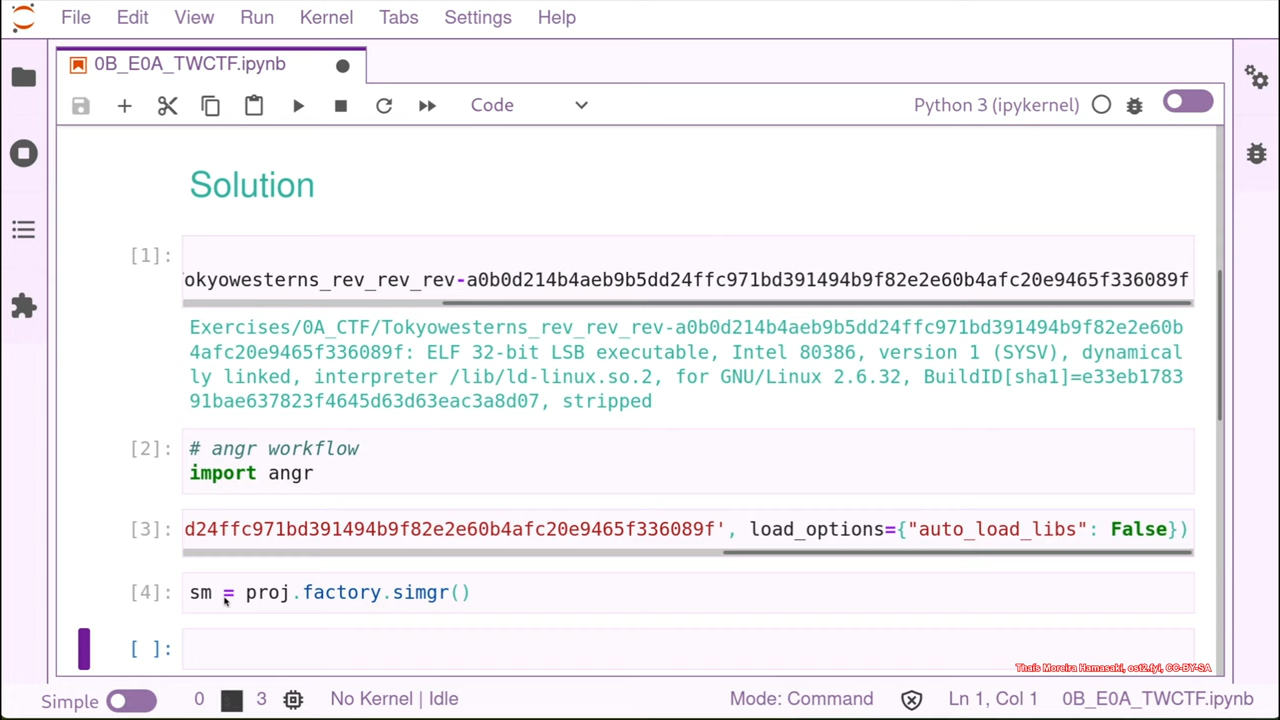 File Edit View Run Kernel Tabs Settings Help
0B_E0A_TWCTF.ipynb
Code
Python 3 (ipykernel)
Solution
[1]:
okyowesterns_rev_rev_rev-a0b0d214b4aeb9b5dd24ffc971bd391494b9f82e2e60b4afc20e9465f336089f
Exercises/0A_CTF/Tokyowesterns_rev_rev_rev-a0b0d214b4aeb9b5dd24ffc971bd391494b9f82e2e60b
4afc20e9465f336089f: ELF 32-bit LSB executable, Intel 80386, version 1 (SYSV), dynamical
ly linked, interpreter /lib/ld-linux.so.2, for GNU/Linux 2.6.32, BuildID[sha1]=e33eb1783
91bae637823f4645d63d63eac3a8d07, stripped
[2]: # angr workflow
import angr
[3]: d24ffc971bd391494b9f82e2e60b4afc20e9465f336089f', load_options={"auto_load_libs": False})
[4]: sm = proj.factory.simgr()
[ ]:
Thais Moreira Hamasaki, ost2.fyi, CC-BY-SA
Simple 0 3 No Kernel | Idle Mode: Command Ln 1, Col 1 0B_E0A_TWCTF.ipynb